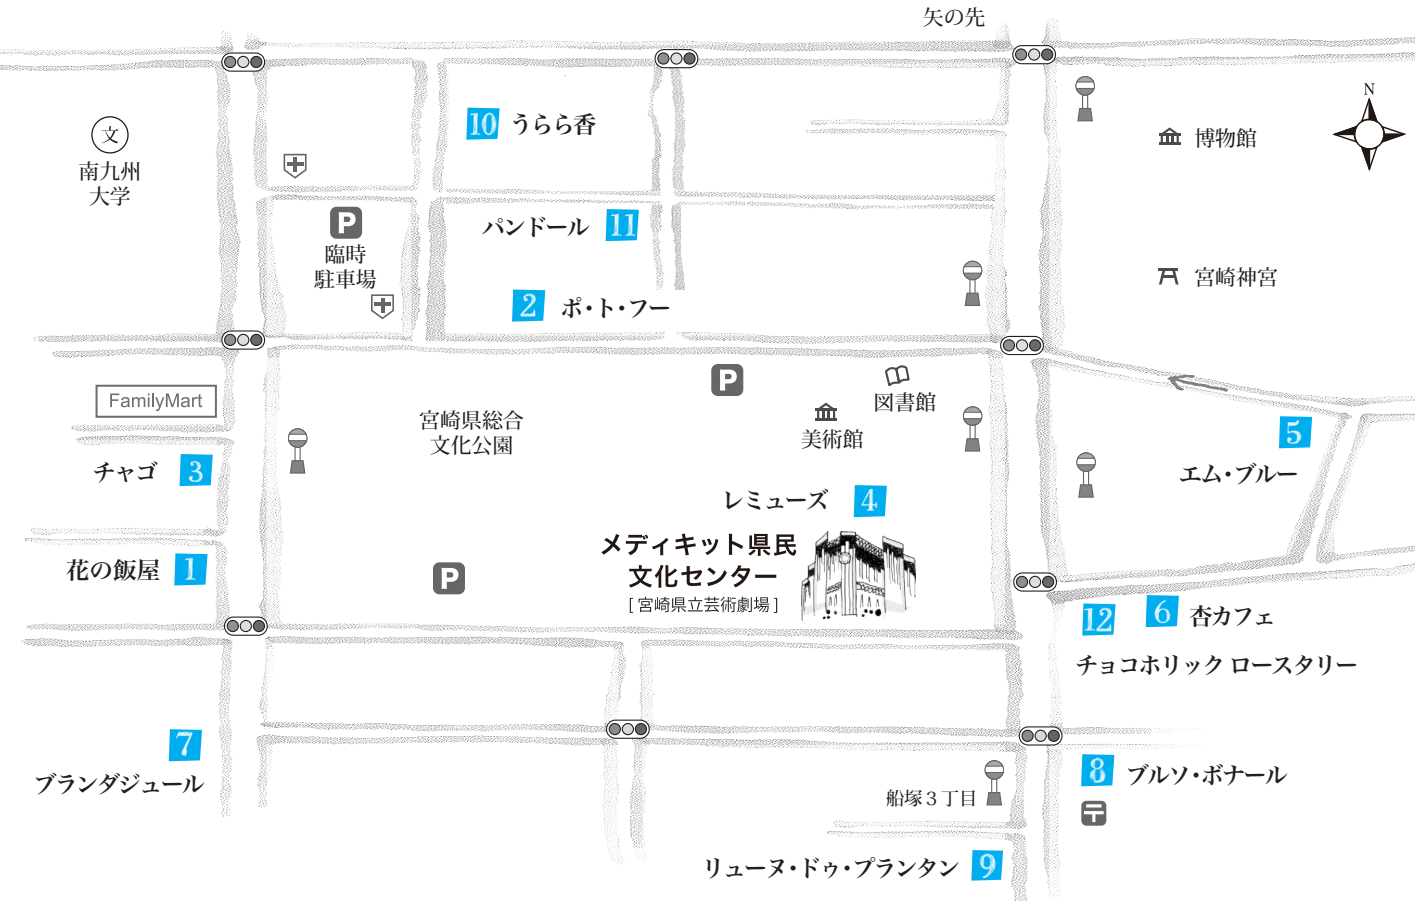 矢の先
N
10 うらら香
文
南九州
大学
博物館
P
臨時
駐車場
パンドール 11
宮崎神宮
2 ポ・ト・フー
P
図書館
FamilyMart
宮崎県総合
文化公園
美術館
5
エム・ブルー
チャゴ 3
レミューズ 4
メディキット県民
文化センター
[宮崎県立芸術劇場]
花の飯屋 1
P
12
6 杏カフェ
チョコホリック ロースタリー
7
ブランダジュール
8 ブルソ・ボナール
船塚3丁目
〒
リューヌ・ドゥ・プランタン 9